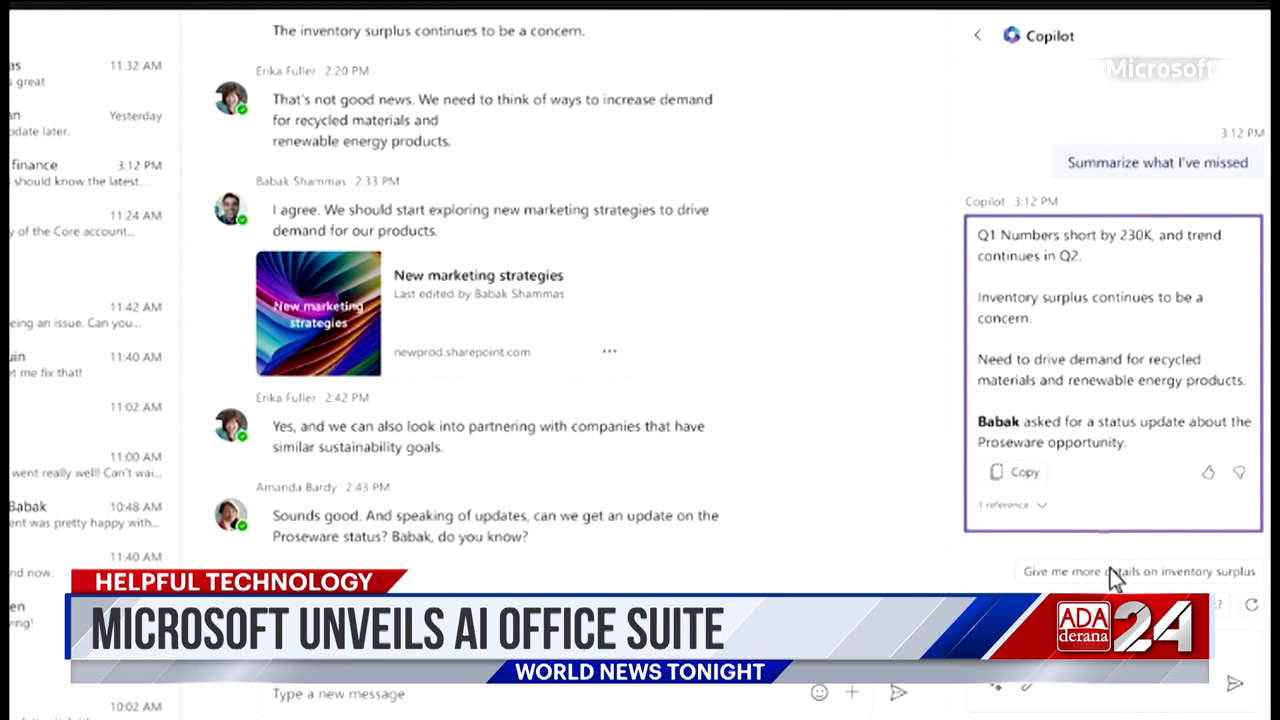 as 11:32 AM
s great
an Yesterday
pdate later.
finance 3:12 PM
should know the latest...
11:24 AM
y of the Core account...
11:42 AM
eing an issue. Can you...
uin 11:40 AM
t me fix that!
11:02 AM
11:00 AM
went really well! Can't wai...
Babak 10:48 AM
ent was pretty happy with...
11:40 AM
nd now.
en
ving!
10:02 AM
The inventory surplus continues to be a concern.
Erika Fuller 2:20 PM
That's not good news. We need to think of ways to increase demand
for recycled materials and
renewable energy products.
Babak Shammas 2:33 PM
I agree. We should start exploring new marketing strategies to drive
demand for our products.
New marketing
strategies
New marketing strategies
Last edited by Babak Shammas
newprod.sharepoint.com ...
Erika Fuller 2:42 PM
Yes, and we can also look into partnering with companies that have
similar sustainability goals.
Amanda Bardy 2:43 PM
Sounds good. And speaking of updates, can we get an update on the
Proseware status? Babak, do you know?
Type a new message
Copilot
Microsoft
3:12 PM
Summarize what I've missed
Copilot 3:12 PM
Q1 Numbers short by 230K, and trend
continues in Q2.
Inventory surplus continues to be a
concern.
Need to drive demand for recycled
materials and renewable energy products.
Babak asked for a status update about the
Proseware opportunity.
Copy
1 reference
Give me more details on inventory surplus
HELPFUL TECHNOLOGY
MICROSOFT UNVEILS AI OFFICE SUITE
WORLD NEWS TONIGHT
ADA
derana
24